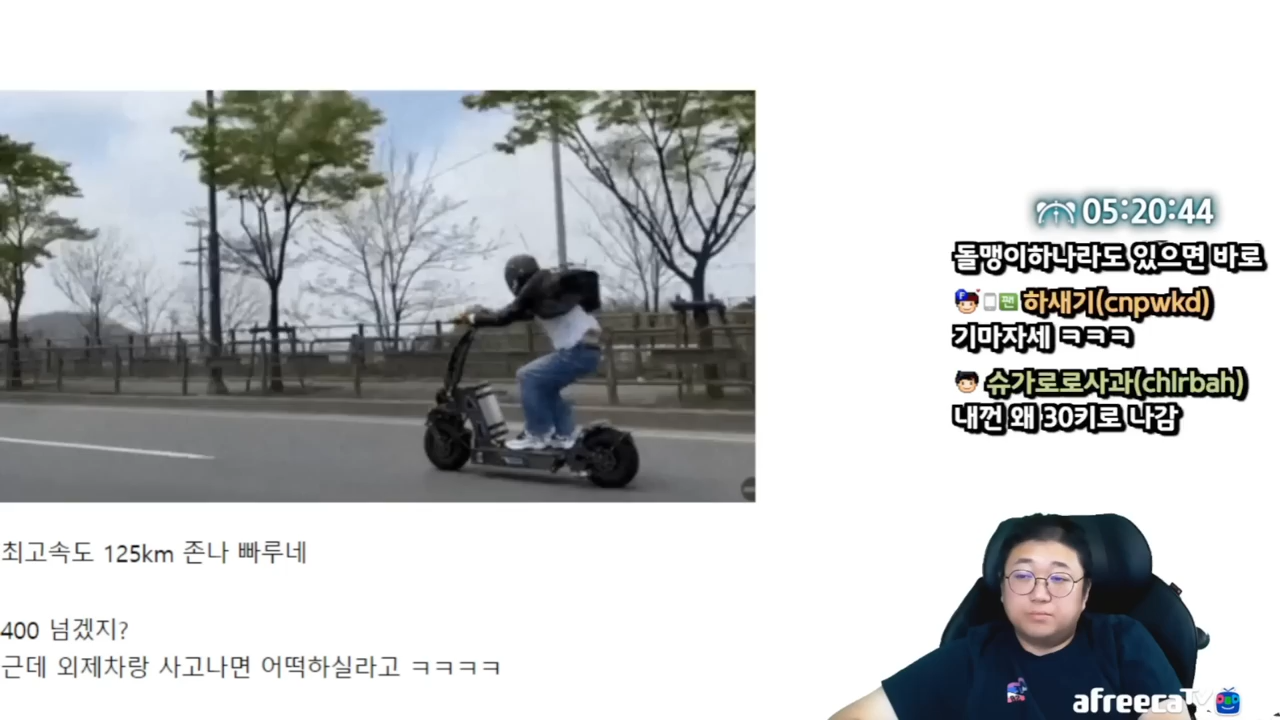 05:20:44
돌맹이하나라도 있으면 바로
하새기(cnpwkd)
기마자세 ㅋㅋㅋ
슈가로로사과(chlrbah)
내껀 왜 30키로 나감
최고속도 125km 존나 빠루네
400 넘겠지?
근데 외제차랑 사고나면 어떡하실라고 ㅋㅋㅋㅋ
afreecaTV